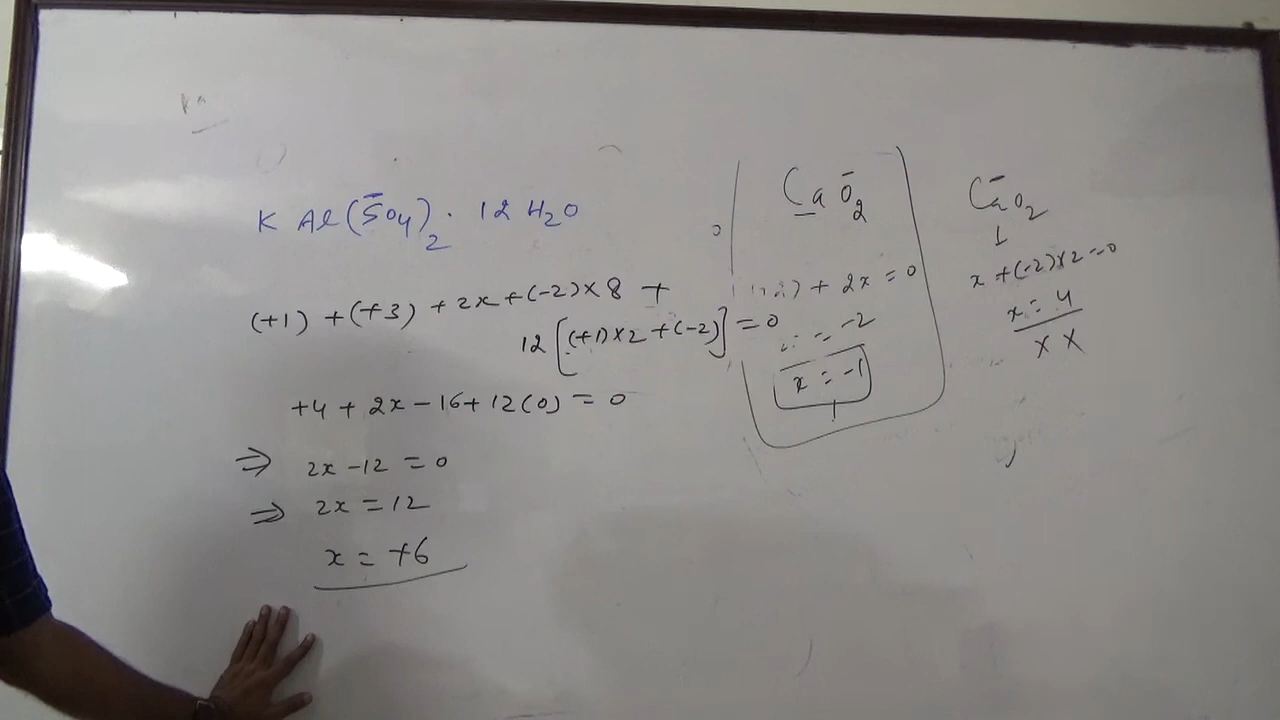 K Al(SO4)2 . 12 H2O
(+1) + (+3) + 2x + (-2) × 8 +
12 [(+1) × 2 + (-2)] = 0
+4 + 2x - 16 + 12(0) = 0
⇒ 2x - 12 = 0
⇒ 2x = 12
x = +6
CaO2
+ 2x = 0
= -2
x = -1
CaO2
↓
x + (-2) × 2 = 0
x = 4
X X